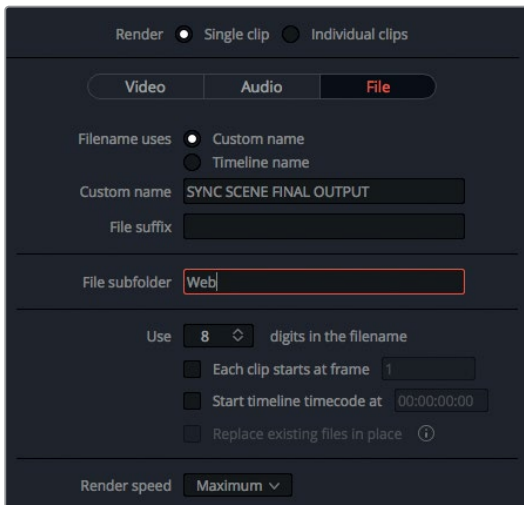 Render Single clip Individual clips
Video Audio File
Filename uses Custom name
Timeline name
Custom name SYNC SCENE FINAL OUTPUT
File suffix
File subfolder Web
Use 8 digits in the filename
Each clip starts at frame 1
Start timeline timecode at 00:00:00:00
Replace existing files in place
Render speed Maximum